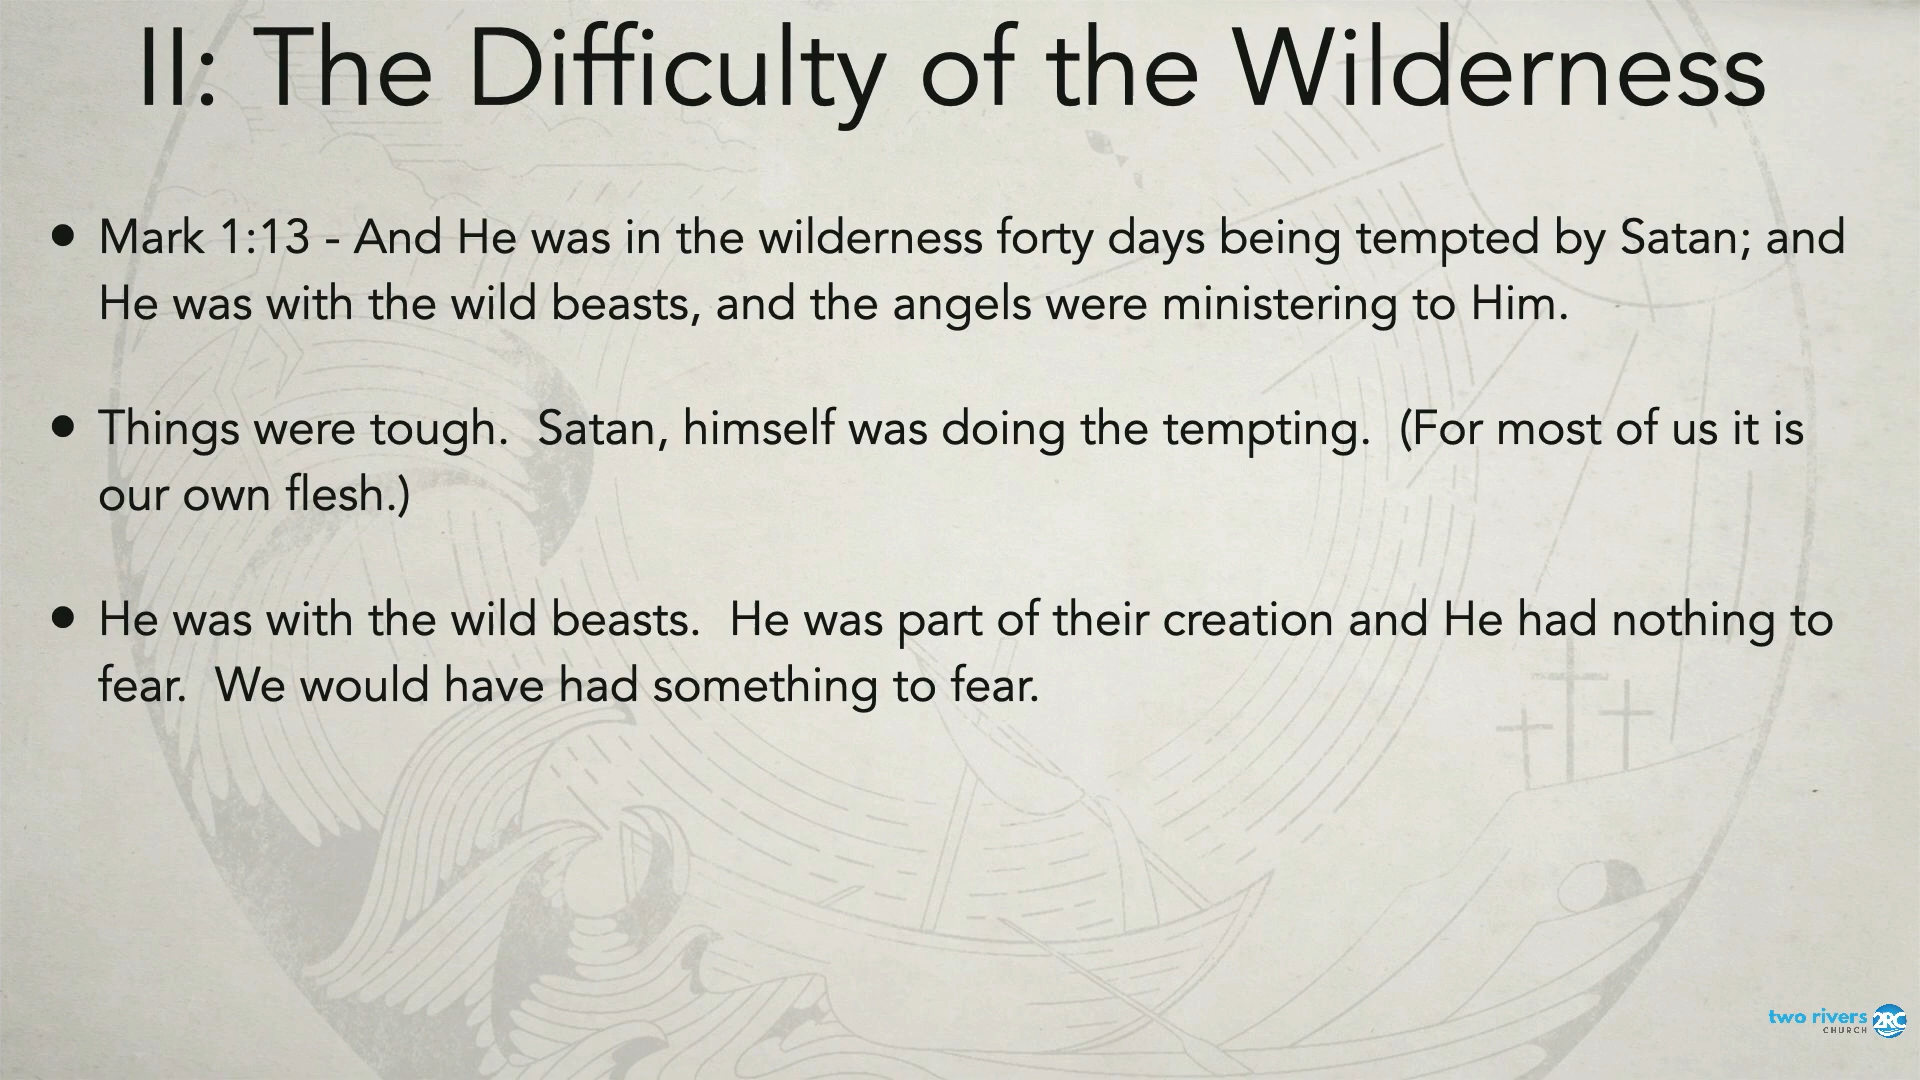 II: The Difficulty of the Wilderness
• Mark 1:13 - And He was in the wilderness forty days being tempted by Satan; and
He was with the wild beasts, and the angels were ministering to Him.
• Things were tough.  Satan, himself was doing the tempting.  (For most of us it is
our own flesh.)
• He was with the wild beasts.  He was part of their creation and He had nothing to
fear.  We would have had something to fear.
two rivers
CHURCH
2RC